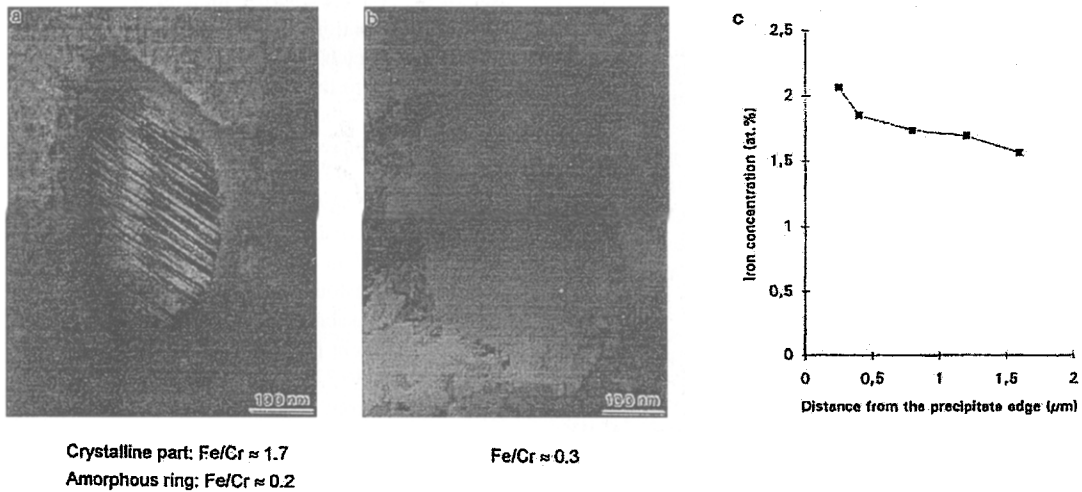 a
100 nm
Crystalline part: Fe/Cr ≈ 1.7
Amorphous ring: Fe/Cr ≈ 0.2
b
100 nm
Fe/Cr ≈ 0.3
c
Iron concentration (at.%)
2,5
2
1,5
1
0,5
0
0 0,5 1 1,5 2
Distance from the precipitate edge (μm)